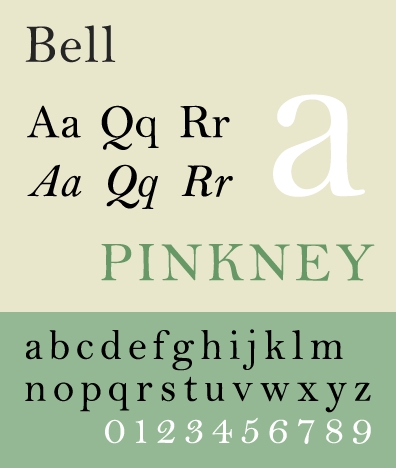 Bell
Aa Qq Rr
a
Aa Qq Rr
PINKNEY
abcdefghijklm
nopqrstuvwxyz
0123456789